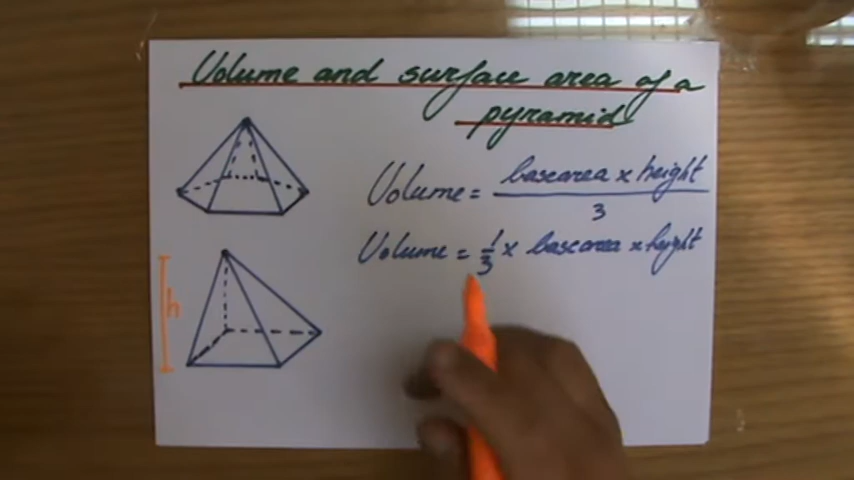 Volume and surface area of a
pyramid
Volume = basearea x height
3
Volume = 1/3 x basearea x height
h